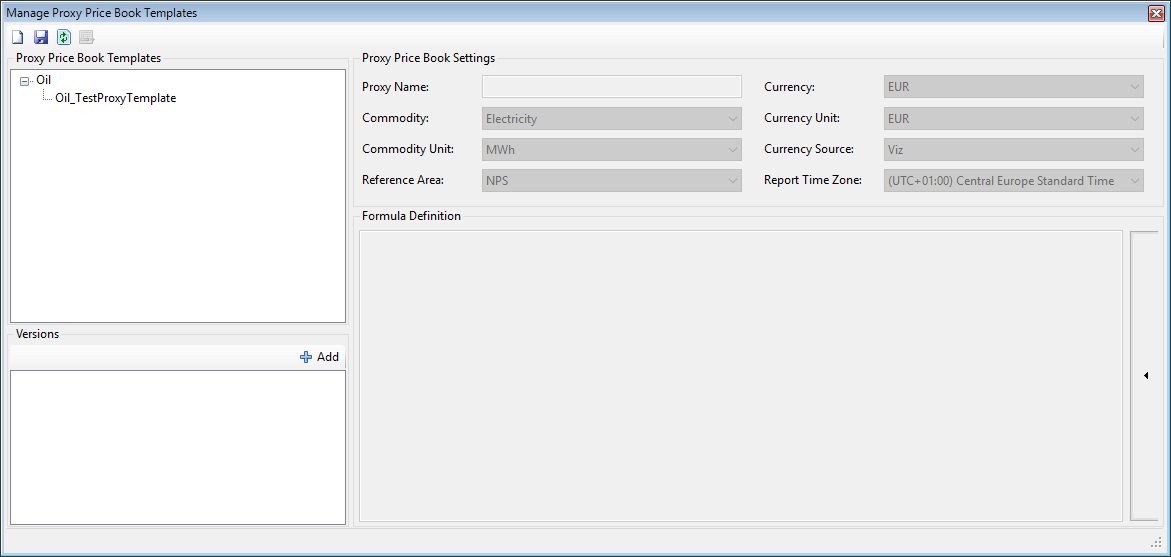 Manage Proxy Price Book Templates
Proxy Price Book Templates
Oil
Oil_TestProxyTemplate
Versions
Add
Proxy Price Book Settings
Proxy Name:
Commodity: Electricity
Commodity Unit: MWh
Reference Area: NPS
Currency: EUR
Currency Unit: EUR
Currency Source: Viz
Report Time Zone: (UTC+01:00) Central Europe Standard Time
Formula Definition